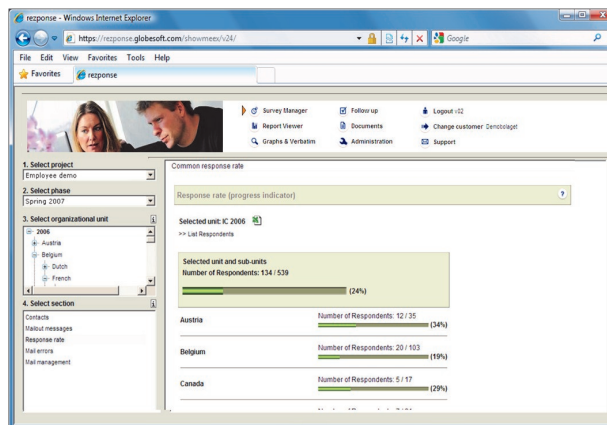 rezponse - Windows Internet Explorer
https://rezponse.globesoft.com/showmeex/v24/
Google
File Edit View Favorites Tools Help
Favorites rezponse
Survey Manager Follow up Logout v02
Report Viewer Documents Change customer Demobolaget
Graphs & Verbatim Administration Support
1. Select project
Employee demo
2. Select phase
Spring 2007
3. Select organizational unit
2006
Austria
Belgium
Dutch
French
4. Select section
Contacts
Mailout messages
Response rate
Mail errors
Mail management
Common response rate
Response rate (progress indicator) ?
Selected unit: IC 2006
>> List Respondents
Selected unit and sub-units
Number of Respondents: 134 / 539
(24%)
Austria Number of Respondents: 12 / 35
(34%)
Belgium Number of Respondents: 20 / 103
(19%)
Canada Number of Respondents: 5 / 17
(29%)